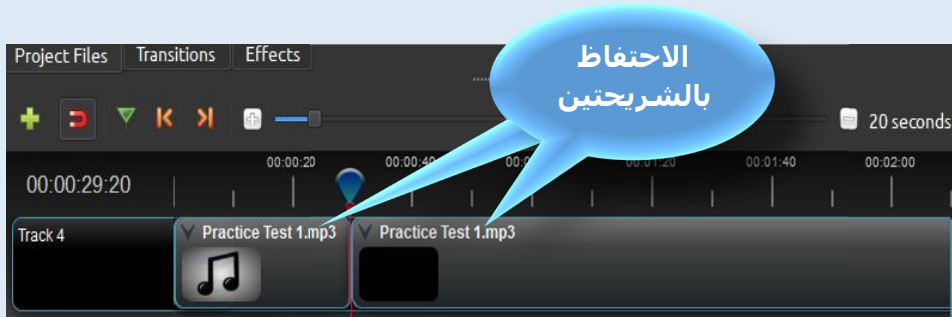 الاحتفاظ
بالشريحتين
Project Files Transitions Effects
20 seconds
00:00:20 00:00:40 00:01:20 00:01:40 00:02:00
00:00:29:20
Track 4 Practice Test 1.mp3 Practice Test 1.mp3